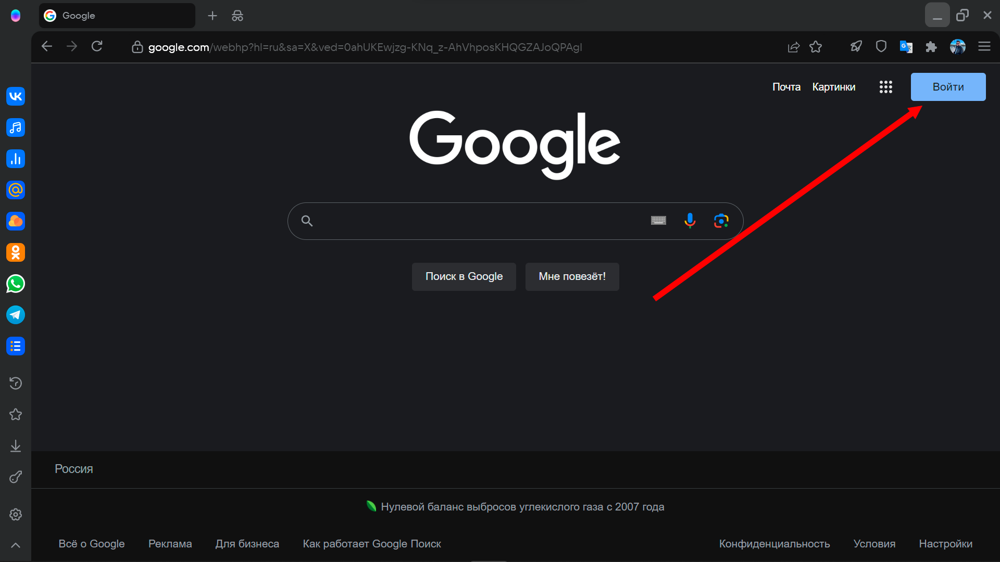 Google
google.com/webhp?hl=ru&sa=X&ved=0ahUKEwjzg-KNq_z-AhVhposKHQGZAJoQPAgI
Почта Картинки Войти
Google
Поиск в Google Мне повезёт!
Россия
Нулевой баланс выбросов углекислого газа с 2007 года
Всё о Google Реклама Для бизнеса Как работает Google Поиск Конфиденциальность Условия Настройки